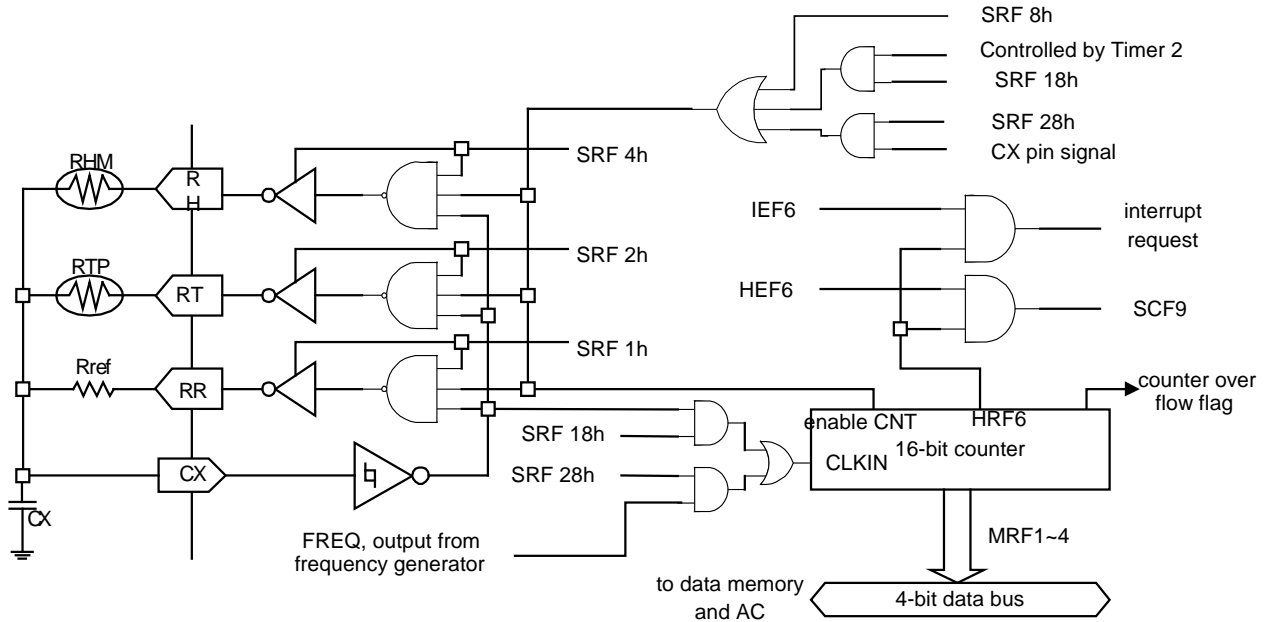 SRF 8h
Controlled by Timer 2
SRF 18h
SRF 28h
CX pin signal
RHM
R
H
SRF 4h
IEF6
interrupt
request
RTP
RT
SRF 2h
HEF6
SCF9
Rref
RR
SRF 1h
counter over
flow flag
enable CNT
HRF6
16-bit counter
CLKIN
SRF 18h
SRF 28h
CX
CX
FREQ, output from
frequency generator
MRF1~4
to data memory
and AC
4-bit data bus